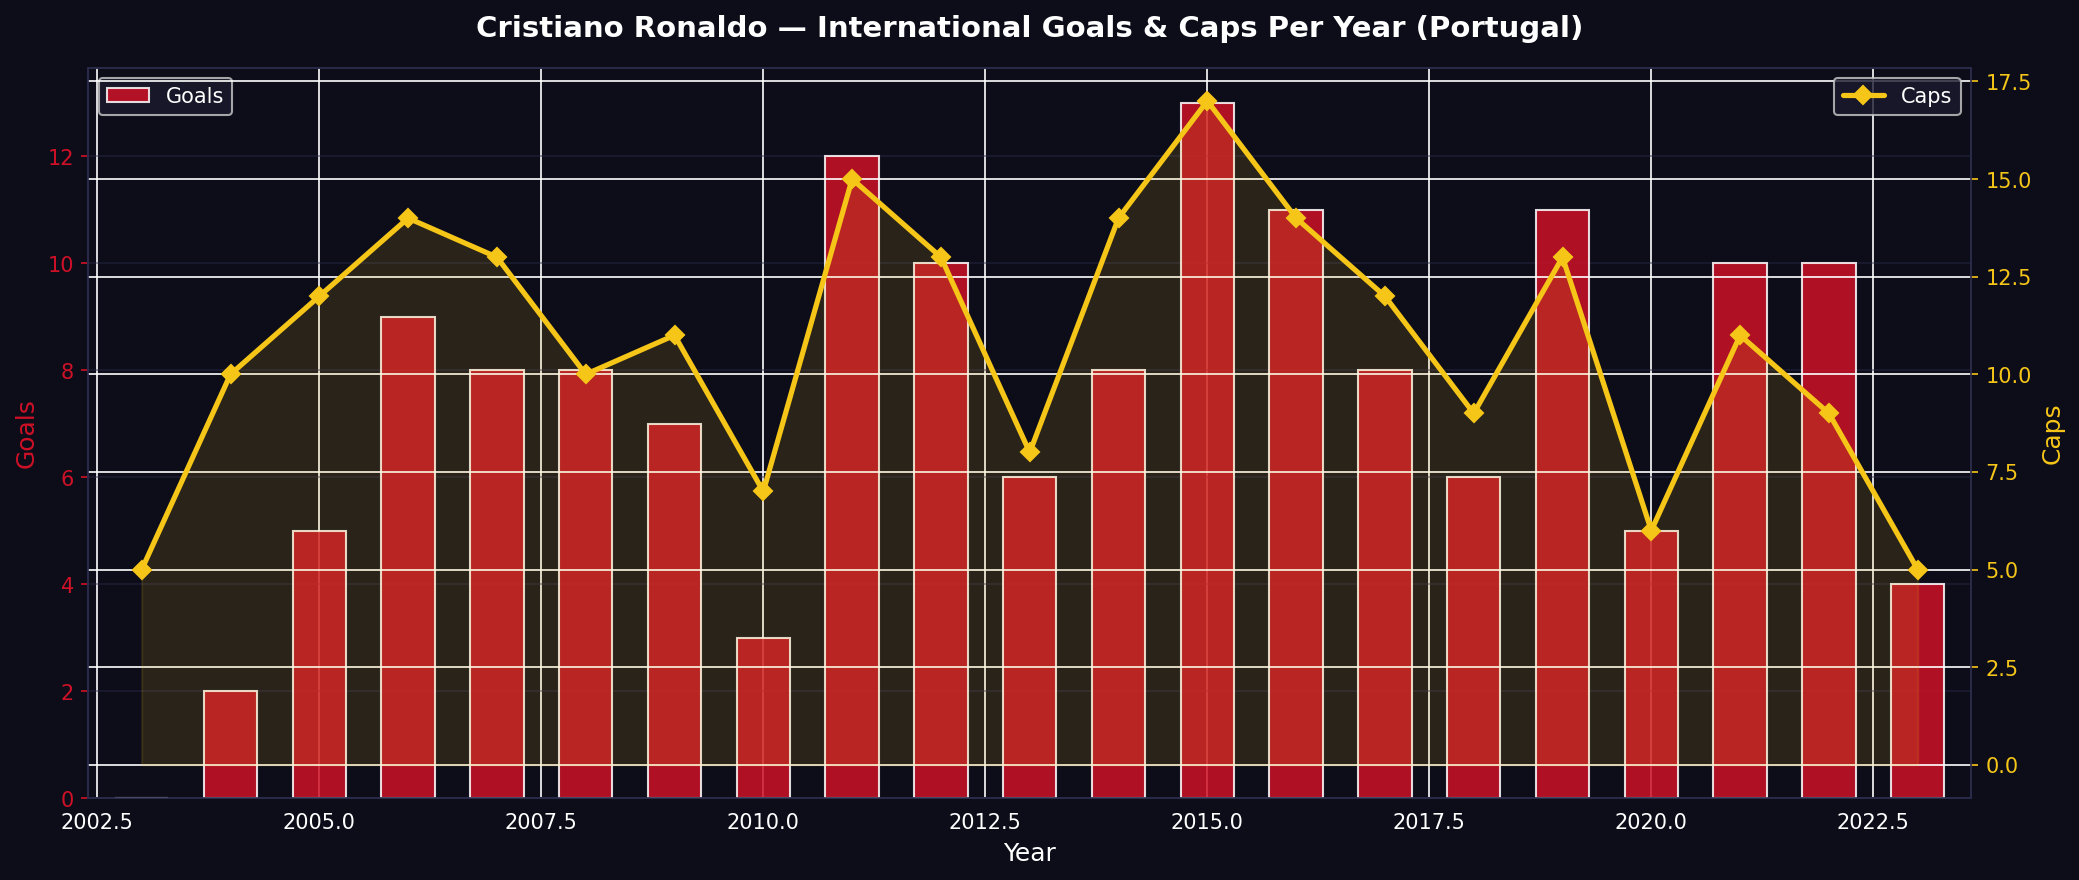 Cristiano Ronaldo — International Goals & Caps Per Year (Portugal)
Goals
Caps
12
10
8
6
4
2
0
Goals
17.5
15.0
12.5
10.0
7.5
5.0
2.5
0.0
Caps
2002.5 2005.0 2007.5 2010.0 2012.5 2015.0 2017.5 2020.0 2022.5
Year